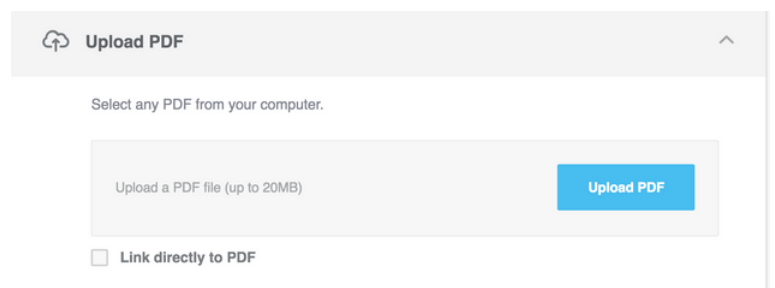 Upload PDF
Select any PDF from your computer.
Upload a PDF file (up to 20MB)
Upload PDF
Link directly to PDF